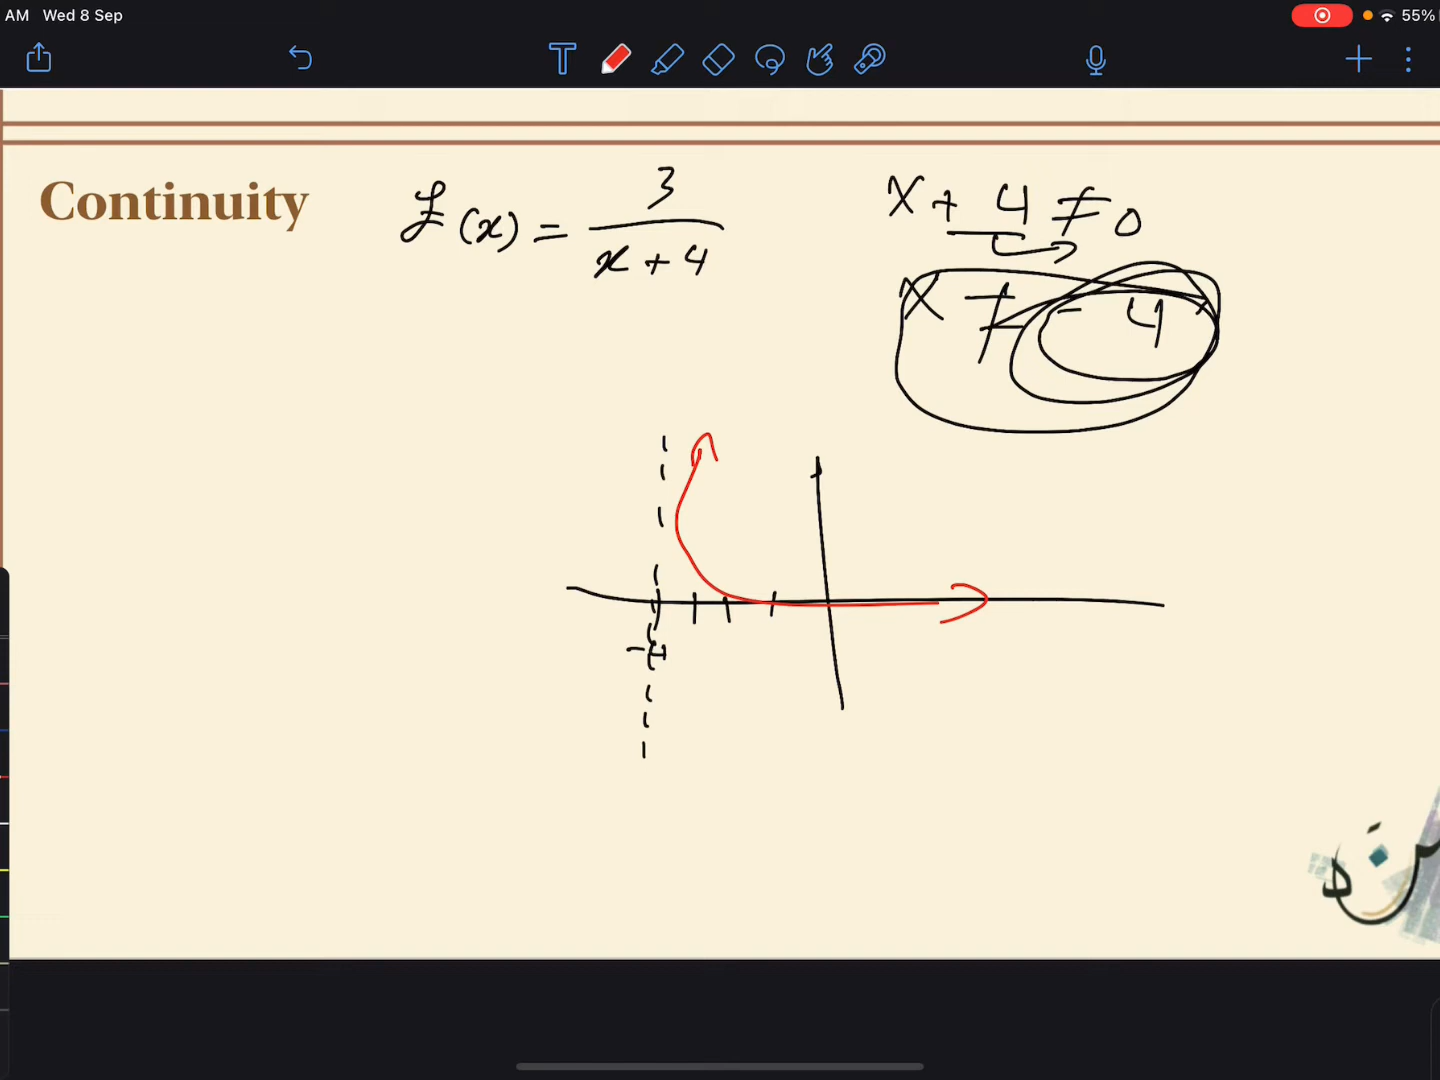 AM Wed 8 Sep 55%
Continuity
f(x) = 3 / x + 4
x + 4 ≠ 0
x ≠ - 4
-4